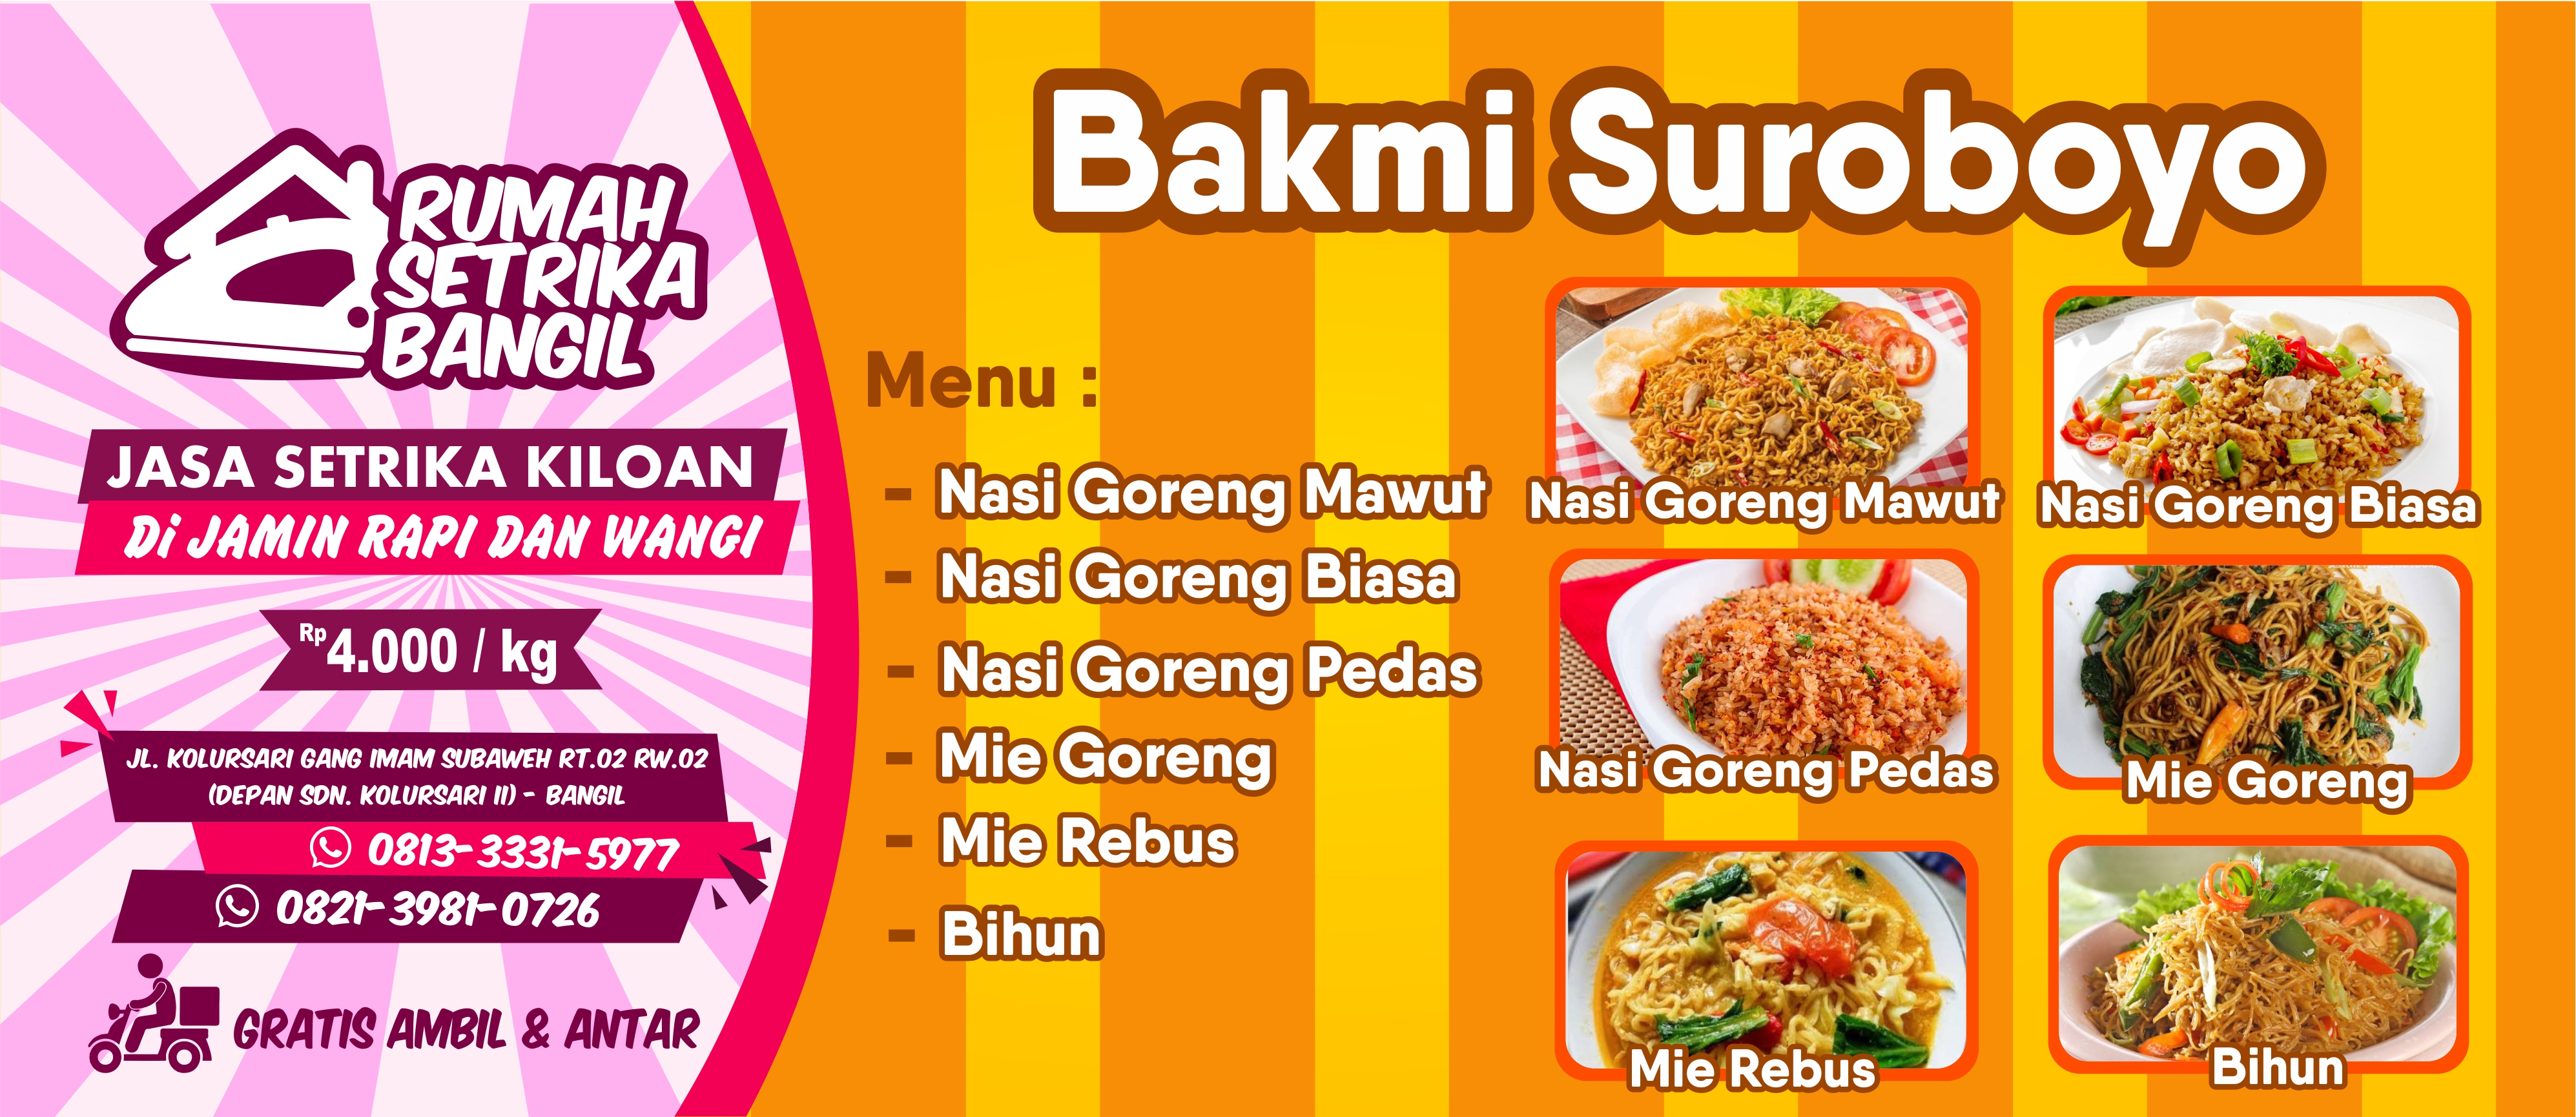 RUMAH
SETRIKA
BANGIL
JASA SETRIKA KILOAN
Di JAMIN RAPI DAN WANGI
Rp4.000 / kg
JL. KOLURSARI GANG IMAM SUBAWEH RT.02 RW.02
(DEPAN SDN. KOLURSARI II) - BANGIL
0813-3331-5977
0821-3981-0726
GRATIS AMBIL & ANTAR
Bakmi Suroboyo
Menu :
- Nasi Goreng Mawut
- Nasi Goreng Biasa
- Nasi Goreng Pedas
- Mie Goreng
- Mie Rebus
- Bihun
Nasi Goreng Mawut
Nasi Goreng Biasa
Nasi Goreng Pedas
Mie Goreng
Mie Rebus
Bihun